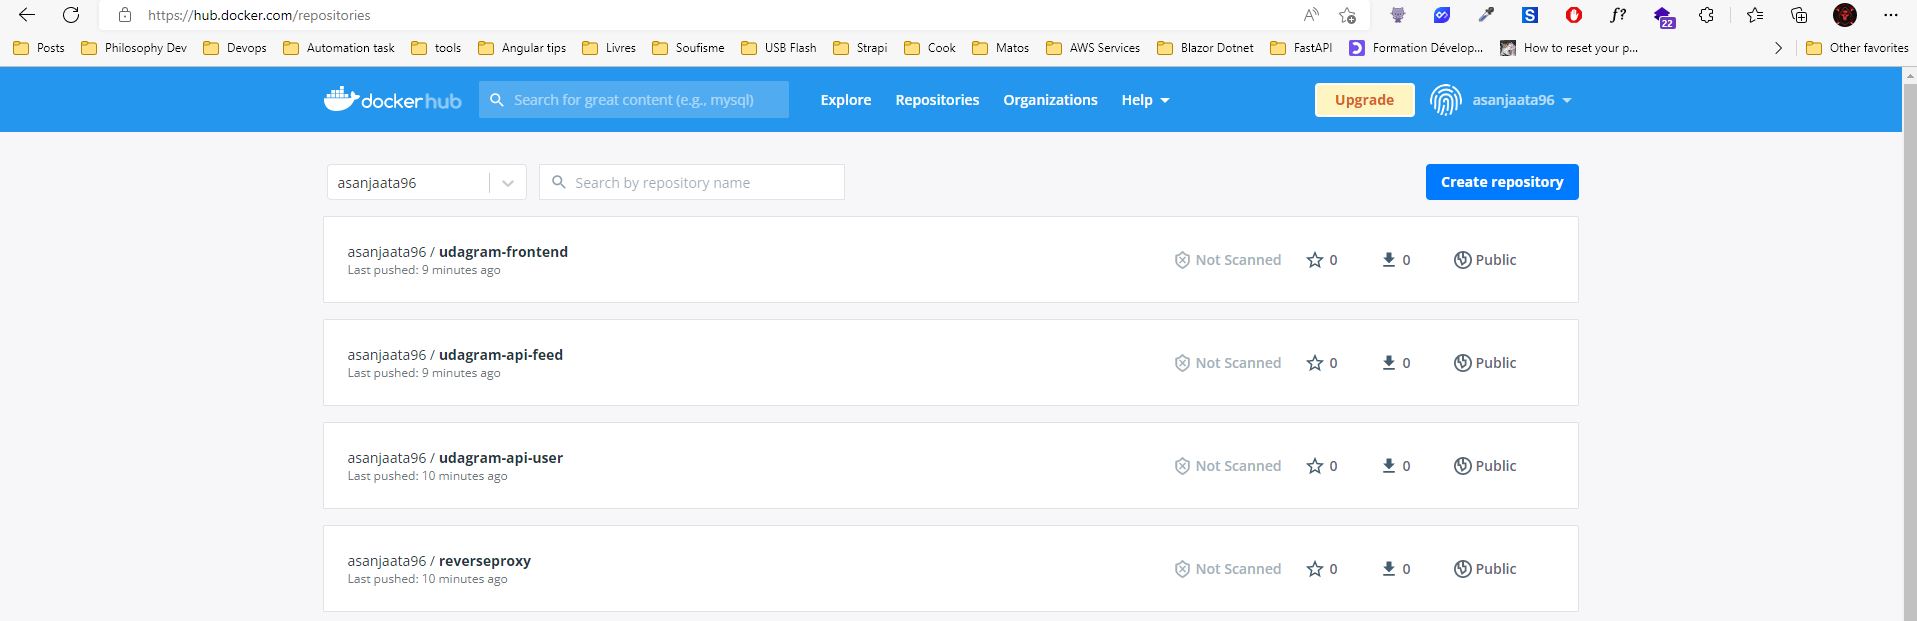 https://hub.docker.com/repositories
22
Posts Philosophy Dev Devops Automation task tools Angular tips Livres Soufisme USB Flash Strapi Cook Matos AWS Services Blazor Dotnet FastAPI Formation Dévelop... How to reset your p... Other favorites
docker hub Search for great content (e.g., mysql) Explore Repositories Organizations Help Upgrade asanjaata96
asanjaata96 Search by repository name Create repository
asanjaata96 / udagram-frontend
Last pushed: 9 minutes ago
Not Scanned 0 0 Public
asanjaata96 / udagram-api-feed
Last pushed: 9 minutes ago
Not Scanned 0 0 Public
asanjaata96 / udagram-api-user
Last pushed: 10 minutes ago
Not Scanned 0 0 Public
asanjaata96 / reverseproxy
Last pushed: 10 minutes ago
Not Scanned 0 0 Public